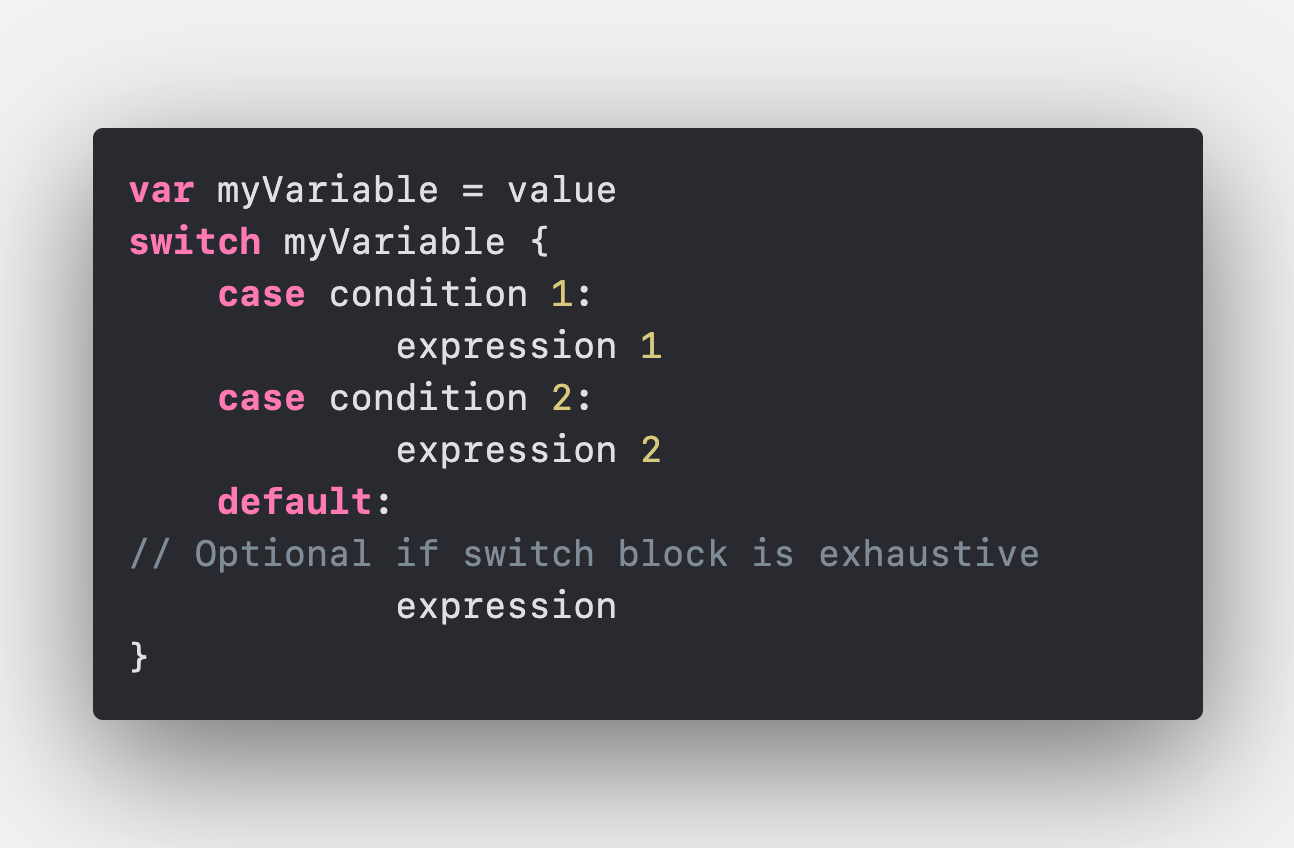 var myVariable = value
switch myVariable {
    case condition 1:
            expression 1
    case condition 2:
            expression 2
    default:
// Optional if switch block is exhaustive
            expression
}